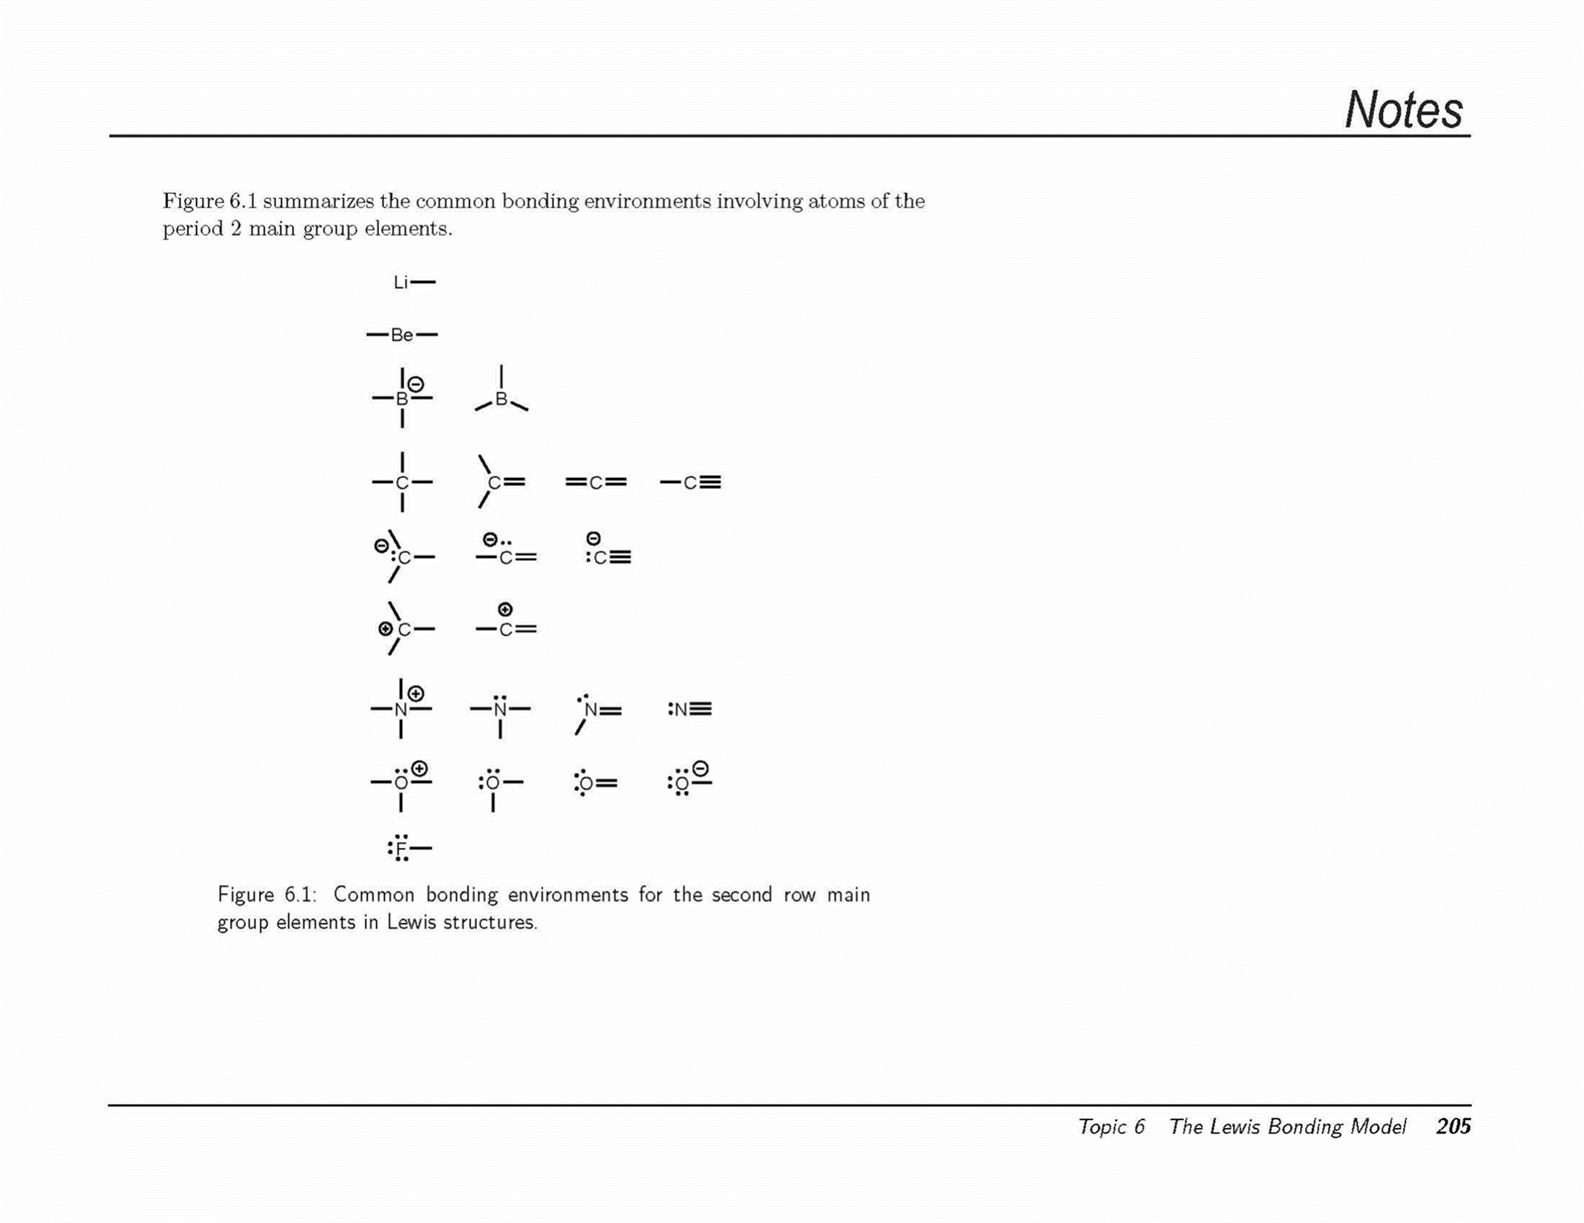 Notes
Figure 6.1 summarizes the common bonding environments involving atoms of the
period 2 main group elements.
Li—
—Be—
B⊖ B
C C= =C= —C≡
⊖:C— ⊖ —C̈= ⊖ :C≡
⊕C— ⊕ —C=
—N⊕— —N̈— N̈= :N≡
—Ö⊕— :Ö— :O= :Ö⊖—
:F̈—
Figure 6.1: Common bonding environments for the second row main
group elements in Lewis structures.
Topic 6 The Lewis Bonding Model 205